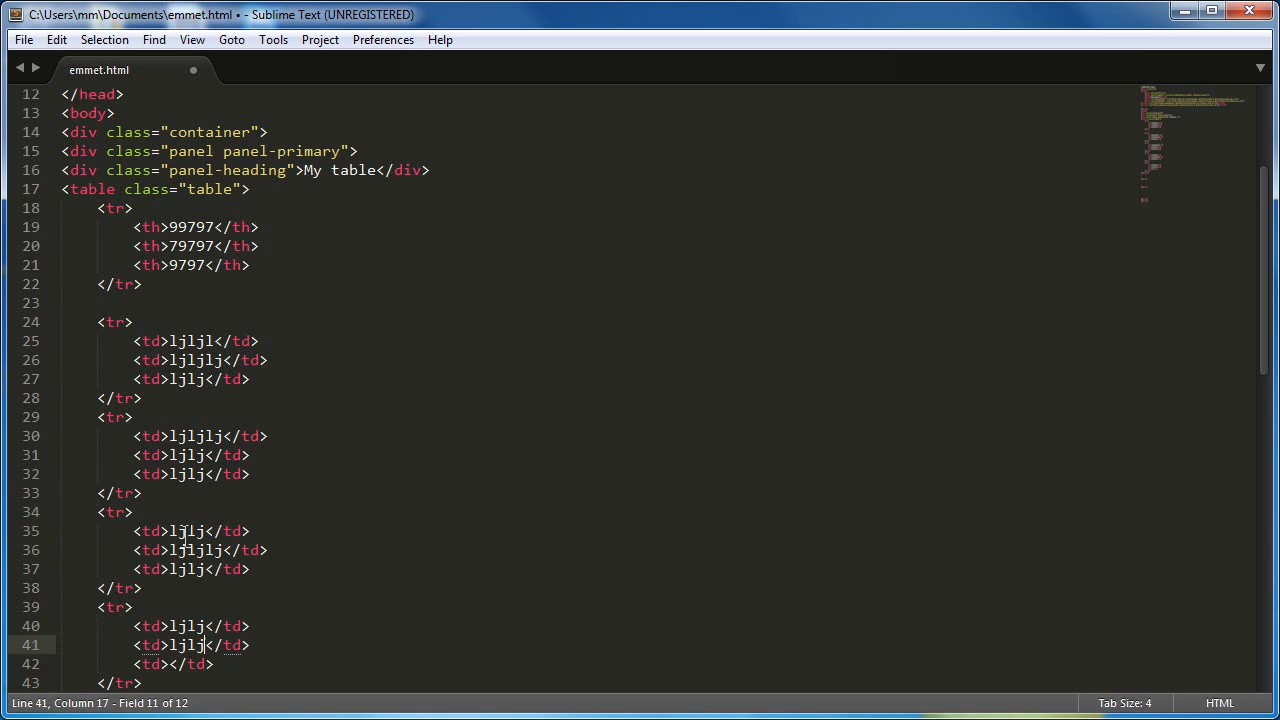 C:\Users\mm\Documents\emmet.html • - Sublime Text (UNREGISTERED)
File Edit Selection Find View Goto Tools Project Preferences Help
emmet.html
12 </head>
13 <body>
14 <div class="container">
15 <div class="panel panel-primary">
16 <div class="panel-heading">My table</div>
17 <table class="table">
18 <tr>
19 <th>99797</th>
20 <th>79797</th>
21 <th>9797</th>
22 </tr>
23
24 <tr>
25 <td>ljljl</td>
26 <td>ljljlj</td>
27 <td>ljlj</td>
28 </tr>
29 <tr>
30 <td>ljljlj</td>
31 <td>ljlj</td>
32 <td>ljlj</td>
33 </tr>
34 <tr>
35 <td>ljlj</td>
36 <td>ljljlj</td>
37 <td>ljlj</td>
38 </tr>
39 <tr>
40 <td>ljlj</td>
41 <td>ljlj</td>
42 <td></td>
43 </tr>
Line 41, Column 17 - Field 11 of 12 Tab Size: 4 HTML